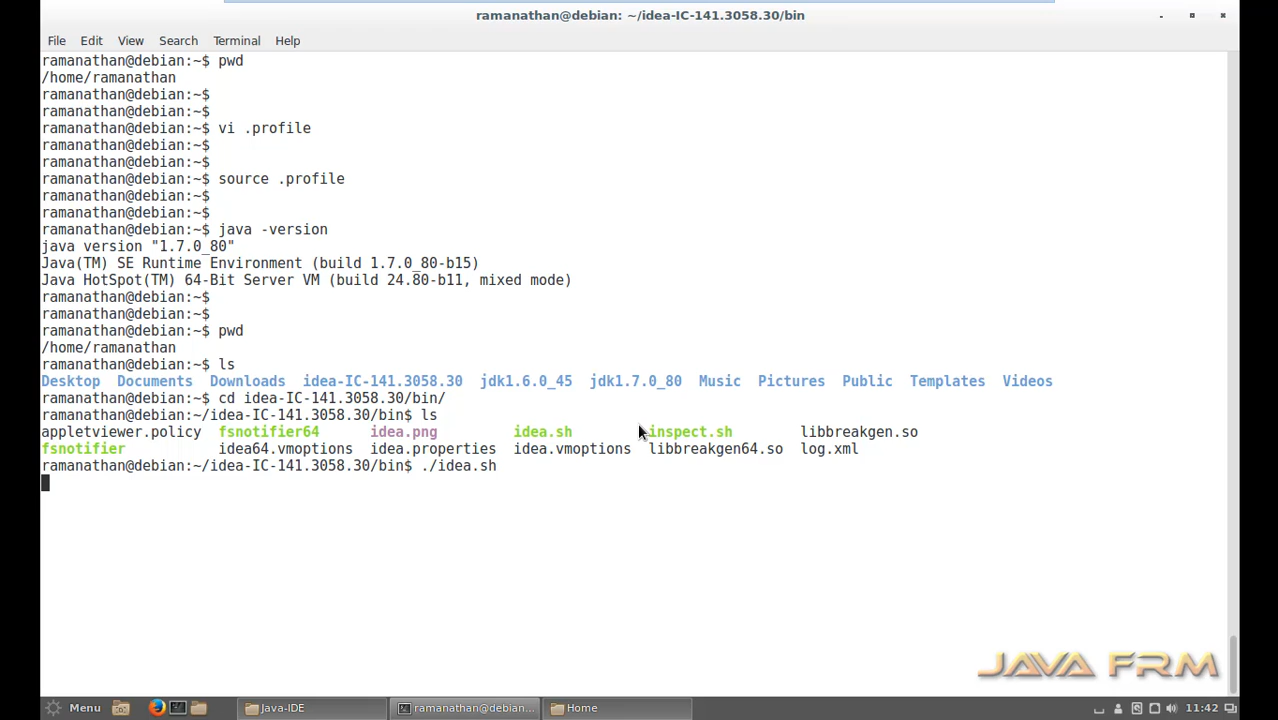 ramanathan@debian: ~/idea-IC-141.3058.30/bin
File Edit View Search Terminal Help
ramanathan@debian:~$ pwd
/home/ramanathan
ramanathan@debian:~$
ramanathan@debian:~$
ramanathan@debian:~$ vi .profile
ramanathan@debian:~$
ramanathan@debian:~$
ramanathan@debian:~$ source .profile
ramanathan@debian:~$
ramanathan@debian:~$
ramanathan@debian:~$ java -version
java version "1.7.0_80"
Java(TM) SE Runtime Environment (build 1.7.0_80-b15)
Java HotSpot(TM) 64-Bit Server VM (build 24.80-b11, mixed mode)
ramanathan@debian:~$
ramanathan@debian:~$
ramanathan@debian:~$ pwd
/home/ramanathan
ramanathan@debian:~$ ls
Desktop Documents Downloads idea-IC-141.3058.30 jdk1.6.0_45 jdk1.7.0_80 Music Pictures Public Templates Videos
ramanathan@debian:~$ cd idea-IC-141.3058.30/bin/
ramanathan@debian:~/idea-IC-141.3058.30/bin$ ls
appletviewer.policy fsnotifier64 idea.png idea.sh inspect.sh libbreakgen.so
fsnotifier idea64.vmoptions idea.properties idea.vmoptions libbreakgen64.so log.xml
ramanathan@debian:~/idea-IC-141.3058.30/bin$ ./idea.sh
JAVA FRM
Menu Java-IDE ramanathan@debian... Home 11:42